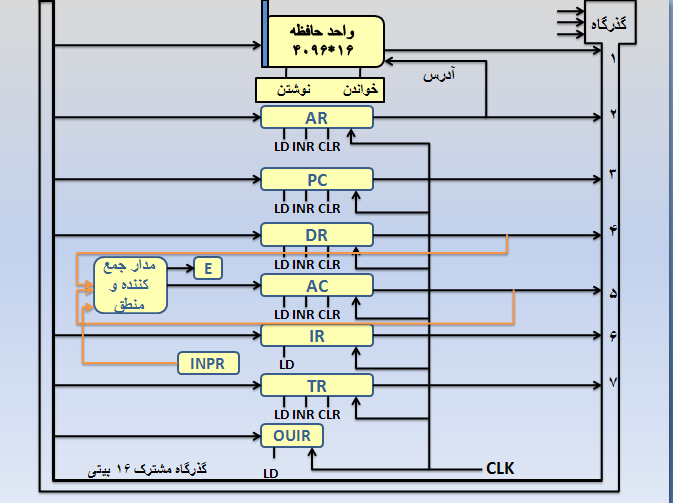 گذرگاه
واحد حافظه
۴۰۹۶*۱۶
۱
آدرس
نوشتن خواندن
AR
۲
LD INR CLR
PC
۳
LD INR CLR
DR
۴
LD INR CLR
مدار جمع
کننده و
منطق
E
AC
۵
LD INR CLR
IR
۶
LD
INPR
TR
۷
LD INR CLR
OUIR
گذرگاه مشترک ۱۶ بیتی
LD
CLK